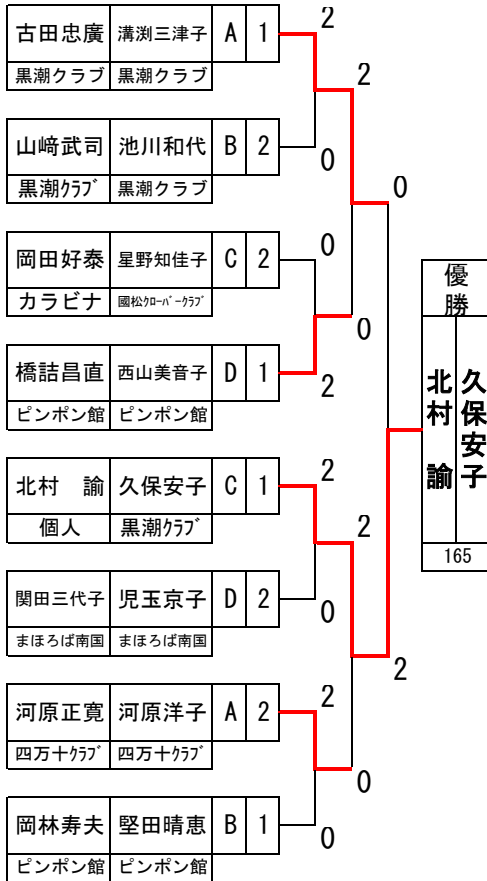 古田忠廣 溝渕三津子 A 1
黒潮クラブ 黒潮クラブ
2
2
山﨑武司 池川和代 B 2
黒潮ｸﾗﾌﾞ 黒潮クラブ
0
0
岡田好泰 星野知佳子 C 2
カラビナ 國松ｸﾛｰﾊﾞｰｸﾗﾌﾞ
0
0
橋詰昌直 西山美音子 D 1
ピンポン館 ピンポン館
2
優勝
北村 諭
久保安子
165
北村 諭 久保安子 C 1
個人 黒潮ｸﾗﾌﾞ
2
2
関田三代子 児玉京子 D 2
まほろば南国 まほろば南国
0
2
河原正寛 河原洋子 A 2
四万十ｸﾗﾌﾞ 四万十ｸﾗﾌﾞ
2
0
岡林寿夫 堅田晴恵 B 1
ピンポン館 ピンポン館
0